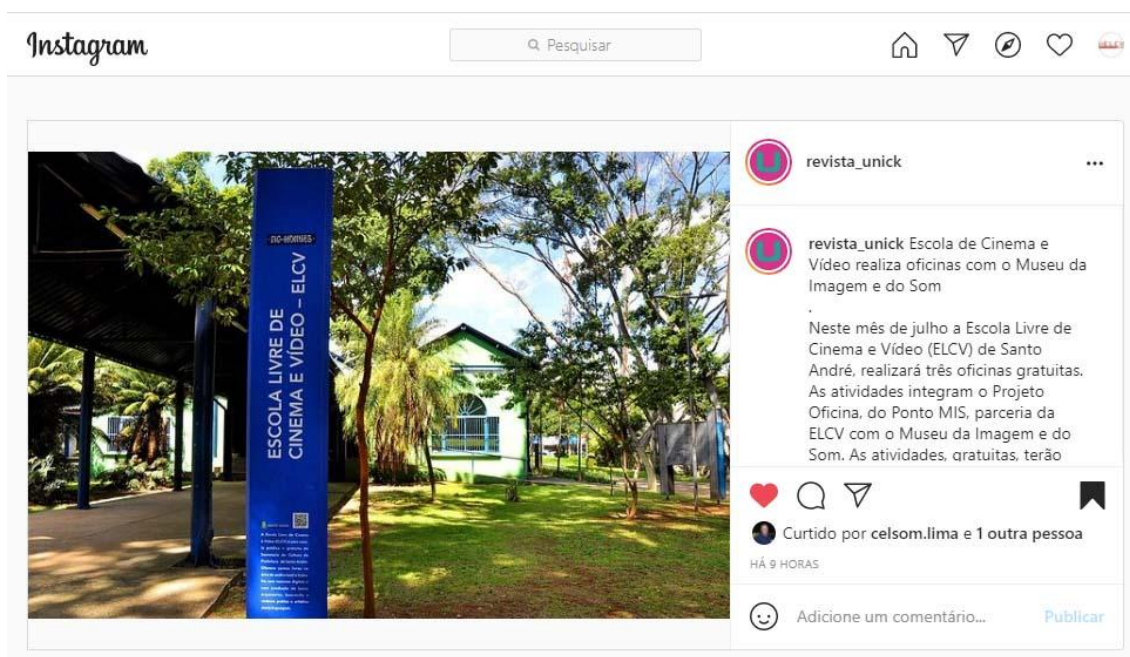 Instagram
Pesquisar
ESCOLA LIVRE DE
CINEMA E VÍDEO – ELCV
revista_unick
revista_unick Escola de Cinema e
Vídeo realiza oficinas com o Museu da
Imagem e do Som
.
Neste mês de julho a Escola Livre de
Cinema e Vídeo (ELCV) de Santo
André, realizará três oficinas gratuitas.
As atividades integram o Projeto
Oficina, do Ponto MIS, parceria da
ELCV com o Museu da Imagem e do
Som. As atividades, gratuitas, terão
Curtido por celsom.lima e 1 outra pessoa
HÁ 9 HORAS
Adicione um comentário...
Publicar